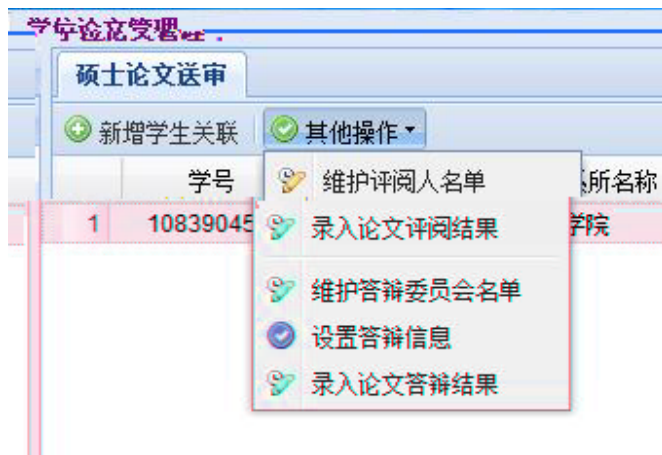 学位论文管理
硕士论文送审
新增学生关联 其他操作
学号 所名称
1 10839045 学院
维护评阅人名单
录入论文评阅结果
维护答辩委员会名单
设置答辩信息
录入论文答辩结果